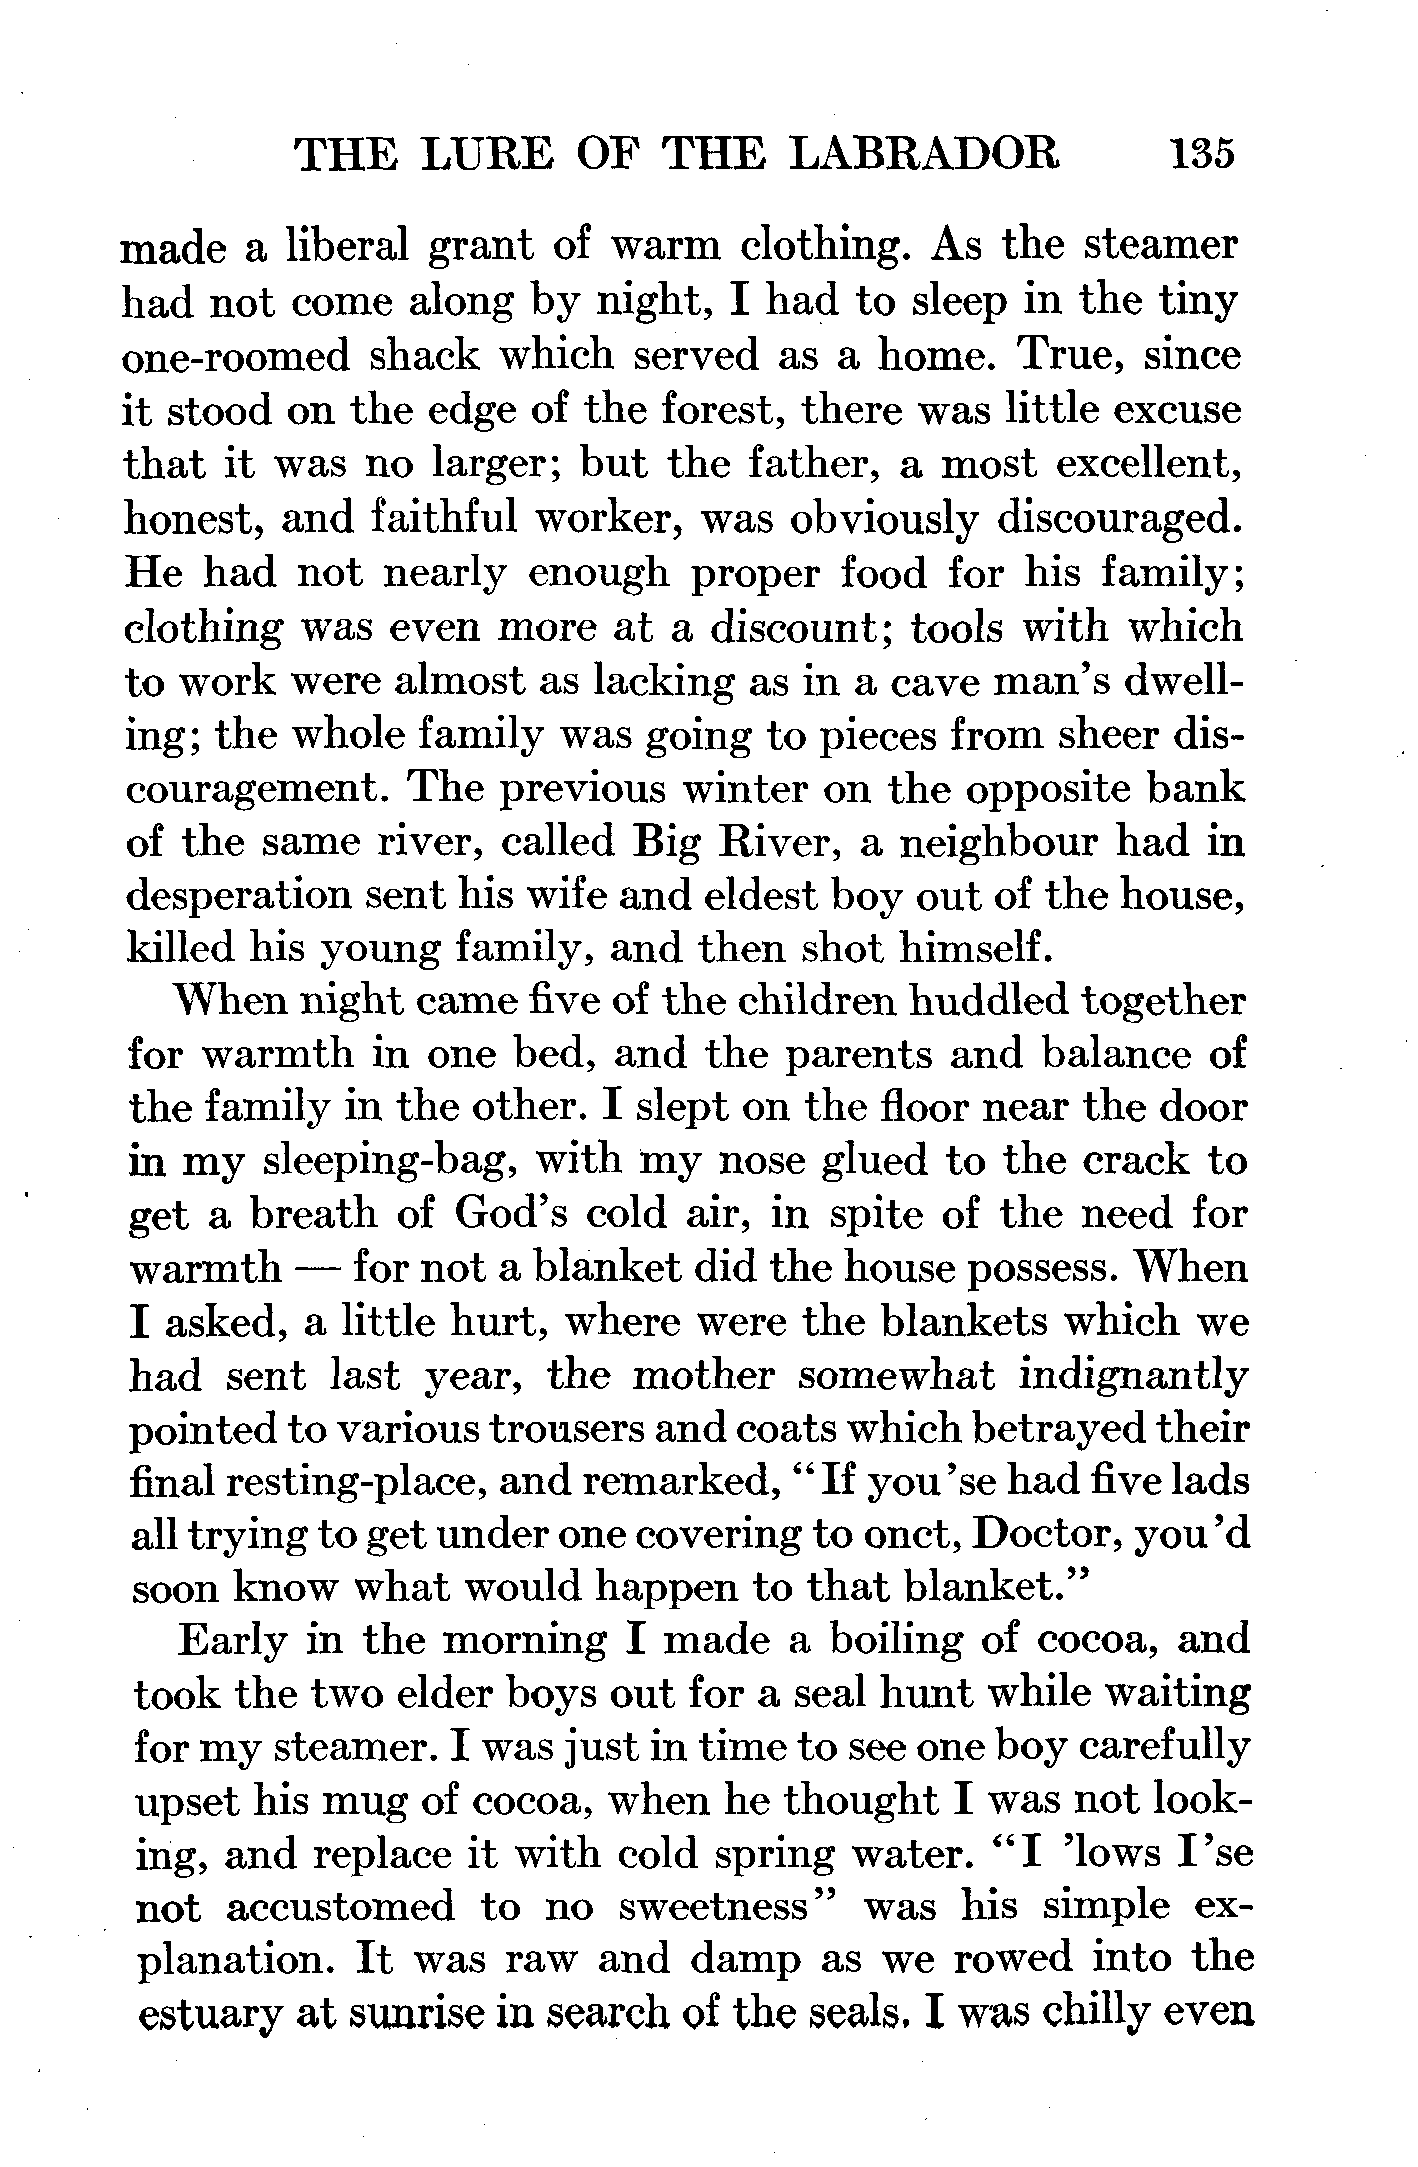 THE LURE OF THE LABRADOR 135
made a liberal grant of warm clothing. As the steamer
had not come along by night, I had to sleep in the tiny
one-roomed shack which served as a home. True, since
it stood on the edge of the forest, there was little excuse
that it was no larger; but the father, a most excellent,
honest, and faithful worker, was obviously discouraged.
He had not nearly enough proper food for his family;
clothing was even more at a discount; tools with which
to work were almost as lacking as in a cave man's dwell-
ing; the whole family was going to pieces from sheer dis-
couragement. The previous winter on the opposite bank
of the same river, called Big River, a neighbour had in
desperation sent his wife and eldest boy out of the house,
killed his young family, and then shot himself.
When night came five of the children huddled together
for warmth in one bed, and the parents and balance of
the family in the other. I slept on the floor near the door
in my sleeping-bag, with my nose glued to the crack to
get a breath of God's cold air, in spite of the need for
warmth — for not a blanket did the house possess. When
I asked, a little hurt, where were the blankets which we
had sent last year, the mother somewhat indignantly
pointed to various trousers and coats which betrayed their
final resting-place, and remarked, "If you'se had five lads
all trying to get under one covering to onct, Doctor, you'd
soon know what would happen to that blanket."
Early in the morning I made a boiling of cocoa, and
took the two elder boys out for a seal hunt while waiting
for my steamer. I was just in time to see one boy carefully
upset his mug of cocoa, when he thought I was not look-
ing, and replace it with cold spring water. "I 'lows I'se
not accustomed to no sweetness" was his simple ex-
planation. It was raw and damp as we rowed into the
estuary at sunrise in search of the seals. I was chilly even